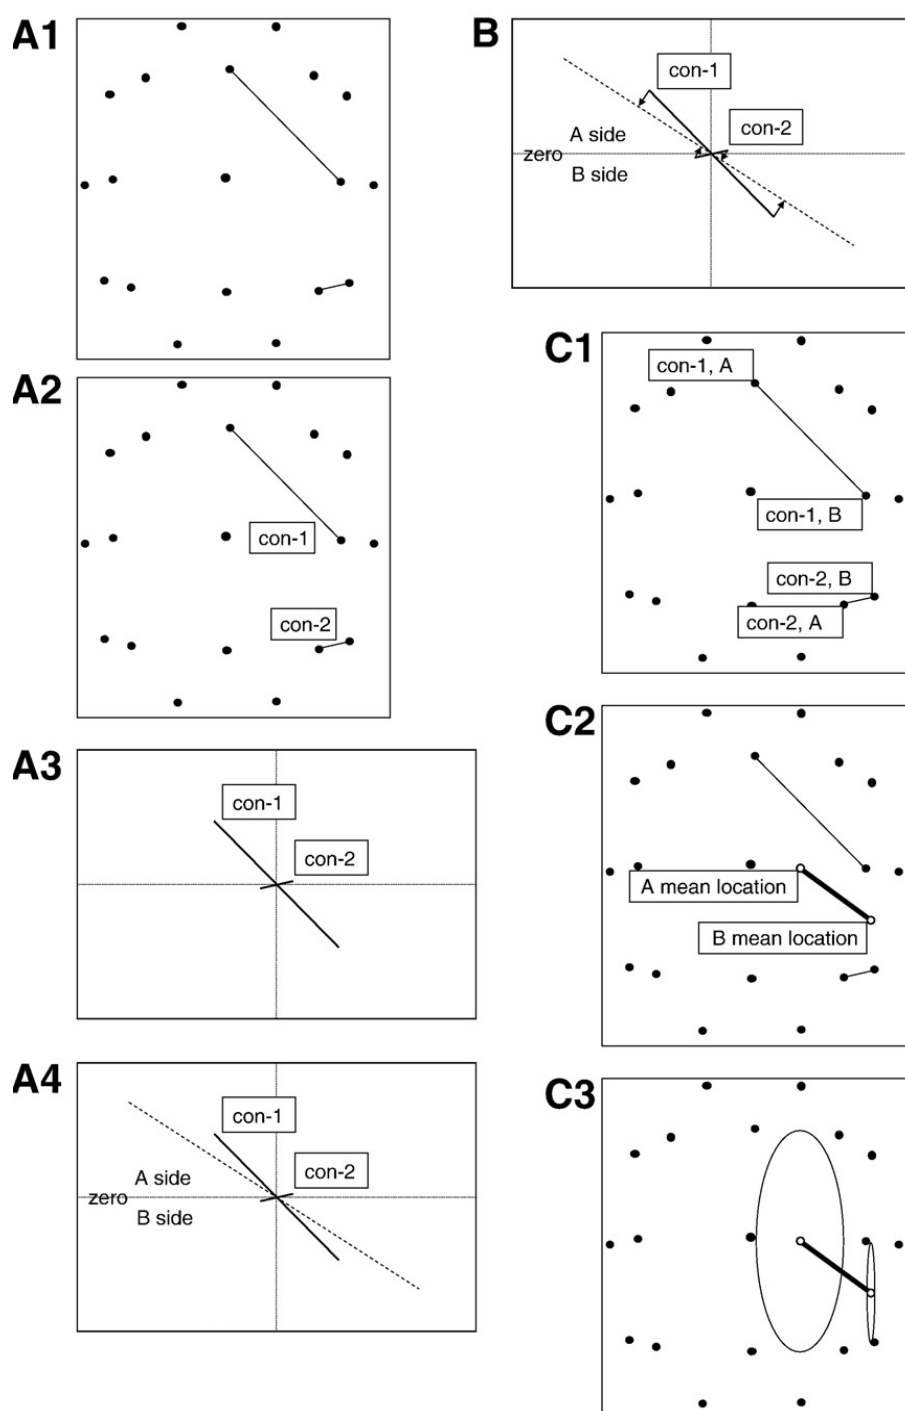 A1
A2
con-1
con-2
A3
con-1
con-2
A4
con-1
con-2
A side
zero
B side
B
con-1
con-2
A side
zero
B side
C1
con-1, A
con-1, B
con-2, B
con-2, A
C2
A mean location
B mean location
C3